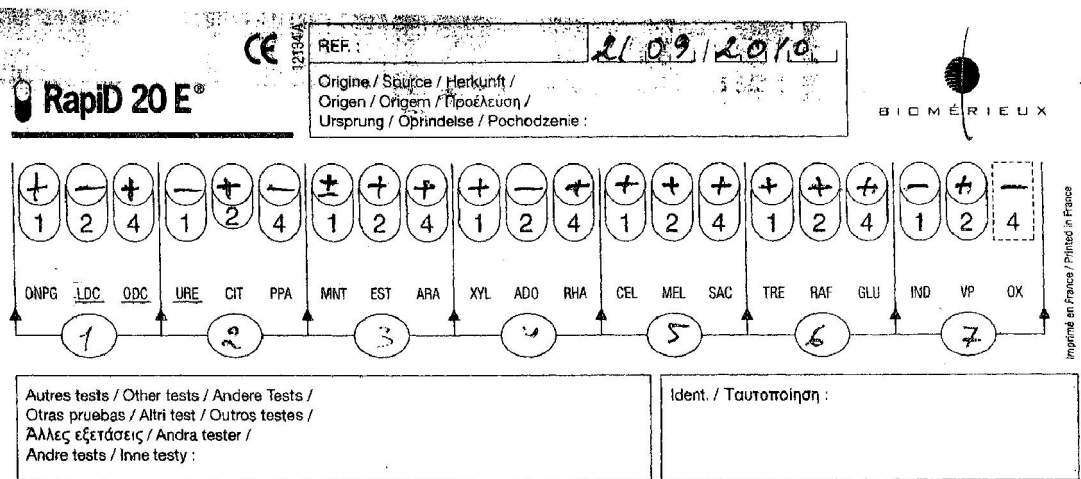 CE 12134A
REF. : 21 09 2010
RapiD 20 E®
Origine / Source / Herkunft /
Origen / Origem / Προέλευση /
Ursprung / Oprindelse / Pochodzenie :
BIOMÉRIEUX
+ − + − + − ± + + + − + + + + + + + − + −
1 2 4 1 2 4 1 2 4 1 2 4 1 2 4 1 2 4 1 2 4
ONPG LDC ODC URE CIT PPA MNT EST ARA XYL ADO RHA CEL MEL SAC TRE RAF GLU IND VP OX
1 2 3 4 5 6 7
Imprimé en France / Printed in France
Autres tests / Other tests / Andere Tests /
Otras pruebas / Altri test / Outros testes /
Άλλες εξετάσεις / Andra tester /
Andre tests / Inne testy :
Ident. / Ταυτοποίηση :